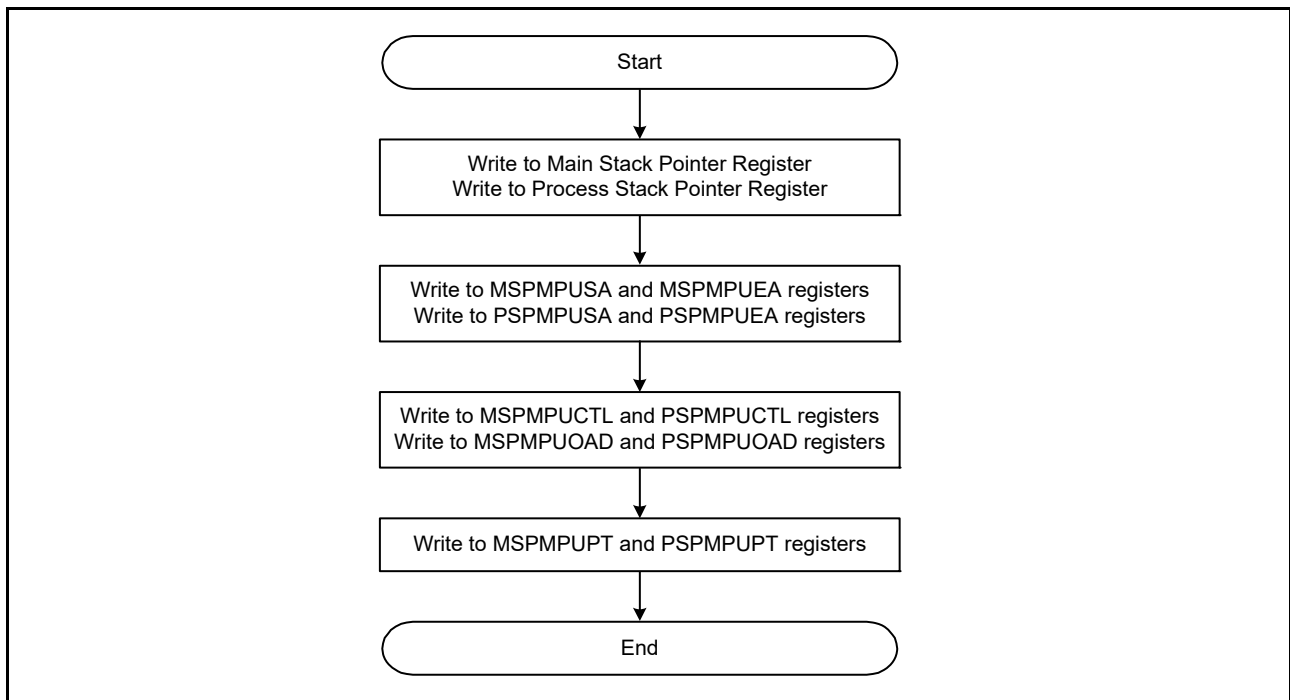 Start
Write to Main Stack Pointer Register
Write to Process Stack Pointer Register
Write to MSPMPUSA and MSPMPUEA registers
Write to PSPMPUSA and PSPMPUEA registers
Write to MSPMPUCTL and PSPMPUCTL registers
Write to MSPMPUOAD and PSPMPUOAD registers
Write to MSPMPUPT and PSPMPUPT registers
End